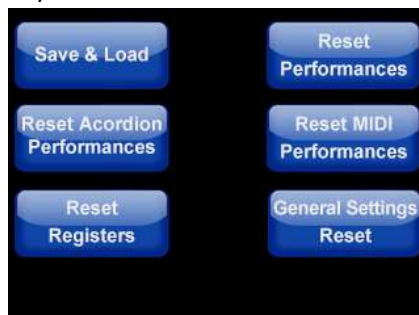 Save & Load
Reset
Performances
Reset Acordion
Performances
Reset MIDI
Performances
Reset
Registers
General Settings
Reset